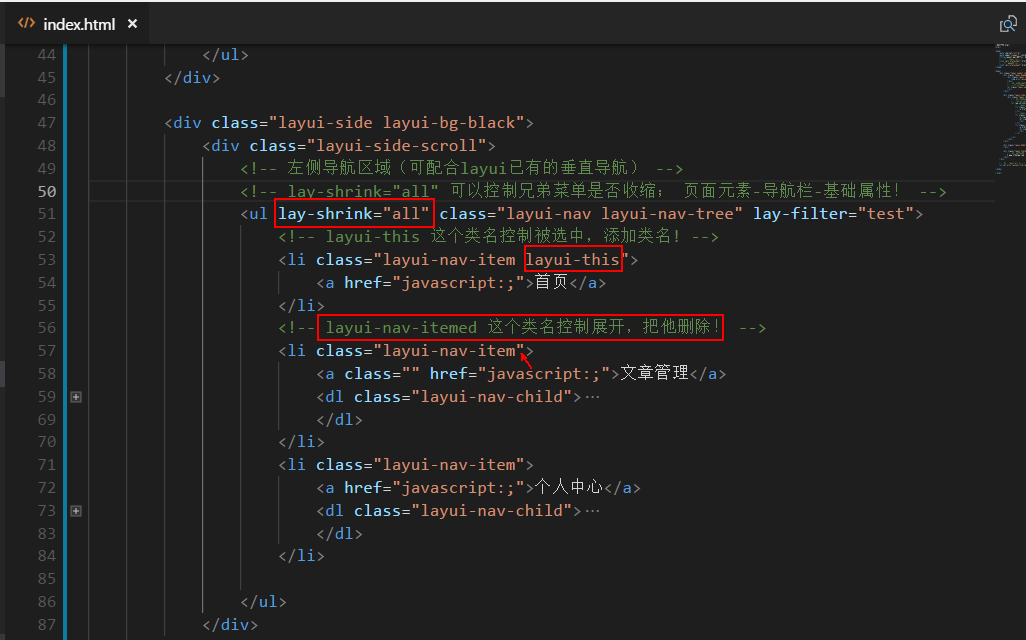 index.html
44 </ul>
45 </div>
46
47 <div class="layui-side layui-bg-black">
48 <div class="layui-side-scroll">
49 <!-- 左侧导航区域（可配合layui已有的垂直导航） -->
50 <!-- lay-shrink="all" 可以控制兄弟菜单是否收缩； 页面元素-导航栏-基础属性！ -->
51 <ul lay-shrink="all" class="layui-nav layui-nav-tree" lay-filter="test">
52 <!-- layui-this 这个类名控制被选中，添加类名！-->
53 <li class="layui-nav-item layui-this">
54 <a href="javascript:;">首页</a>
55 </li>
56 <!-- layui-nav-itemed 这个类名控制展开，把他删除！ -->
57 <li class="layui-nav-item">
58 <a class="" href="javascript:;">文章管理</a>
59 <dl class="layui-nav-child">…
69 </dl>
70 </li>
71 <li class="layui-nav-item">
72 <a href="javascript:;">个人中心</a>
73 <dl class="layui-nav-child">…
83 </dl>
84 </li>
85
86 </ul>
87 </div>